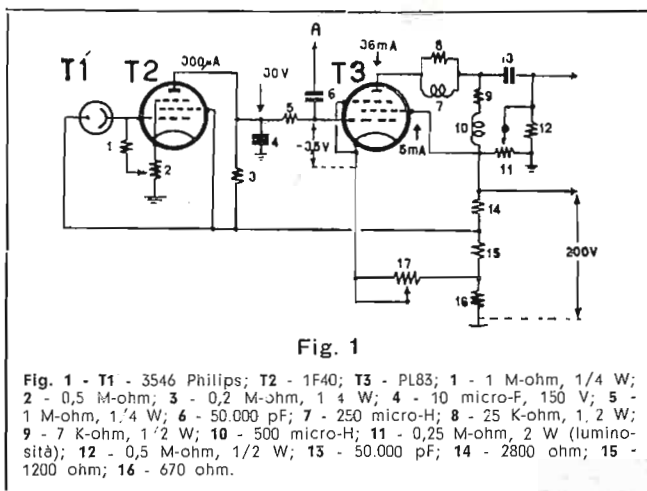 T1 T2 300µA 30V A T3 36mA 8 13
6 5 7 9
4 10 12
1 2 3 -3,5V 5mA 11
14
15 200V
17
16
Fig. 1
Fig. 1 - T1 - 3546 Philips; T2 - 1F40; T3 - PL83; 1 - 1 M-ohm, 1/4 W;
2 - 0,5 M-ohm; 3 - 0,2 M-ohm, 1 4 W; 4 - 10 micro-F, 150 V; 5 -
1 M-ohm, 1/4 W; 6 - 50.000 pF; 7 - 250 micro-H; 8 - 25 K-ohm, 1/2 W;
9 - 7 K-ohm, 1/2 W; 10 - 500 micro-H; 11 - 0,25 M-ohm, 2 W (lumino-
sità); 12 - 0,5 M-ohm, 1/2 W; 13 - 50.000 pF; 14 - 2800 ohm; 15 -
1200 ohm; 16 - 670 ohm.